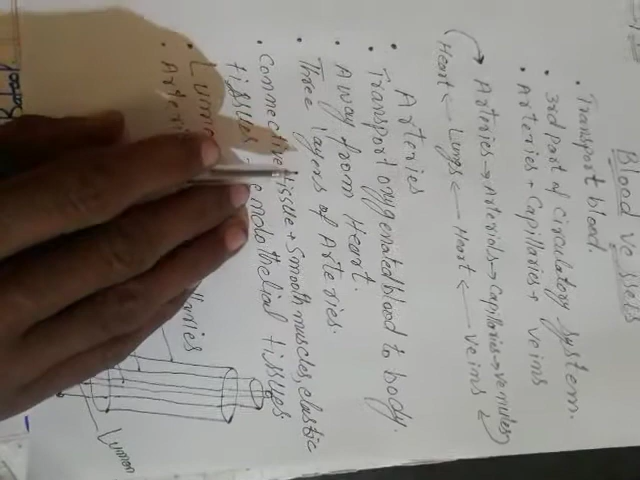 Blood vessels
• Transport blood.
• 3rd part of circulatory system.
• Arteries + Capillaries + veins
Arteries → Arteriols → Capillaries → venules
Heart ← Lungs ← Heart ← veins
Arteries
• Transport oxygenated blood to body.
• Away from Heart.
• Three layers of Arteries.
• Connective tissue + Smooth muscles, elastic
tissues endothelial tissues
• Lumen
• Arteri
Lumen